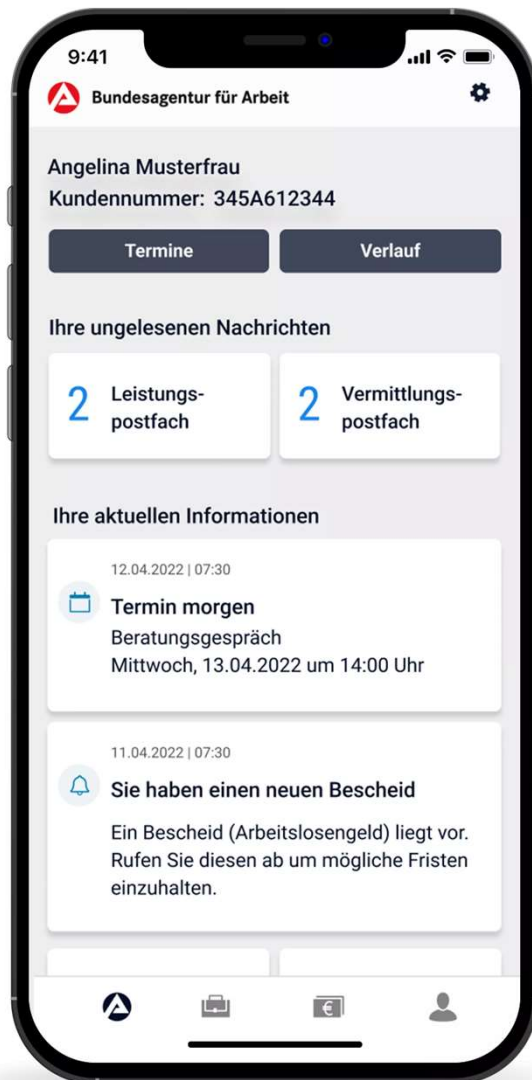 9:41
Bundesagentur für Arbeit
Angelina Musterfrau
Kundennummer: 345A612344
Termine
Verlauf
Ihre ungelesenen Nachrichten
2
Leistungs-
postfach
2
Vermittlungs-
postfach
Ihre aktuellen Informationen
12.04.2022 | 07:30
Termin morgen
Beratungsgespräch
Mittwoch, 13.04.2022 um 14:00 Uhr
11.04.2022 | 07:30
Sie haben einen neuen Bescheid
Ein Bescheid (Arbeitslosengeld) liegt vor.
Rufen Sie diesen ab um mögliche Fristen
einzuhalten.
€